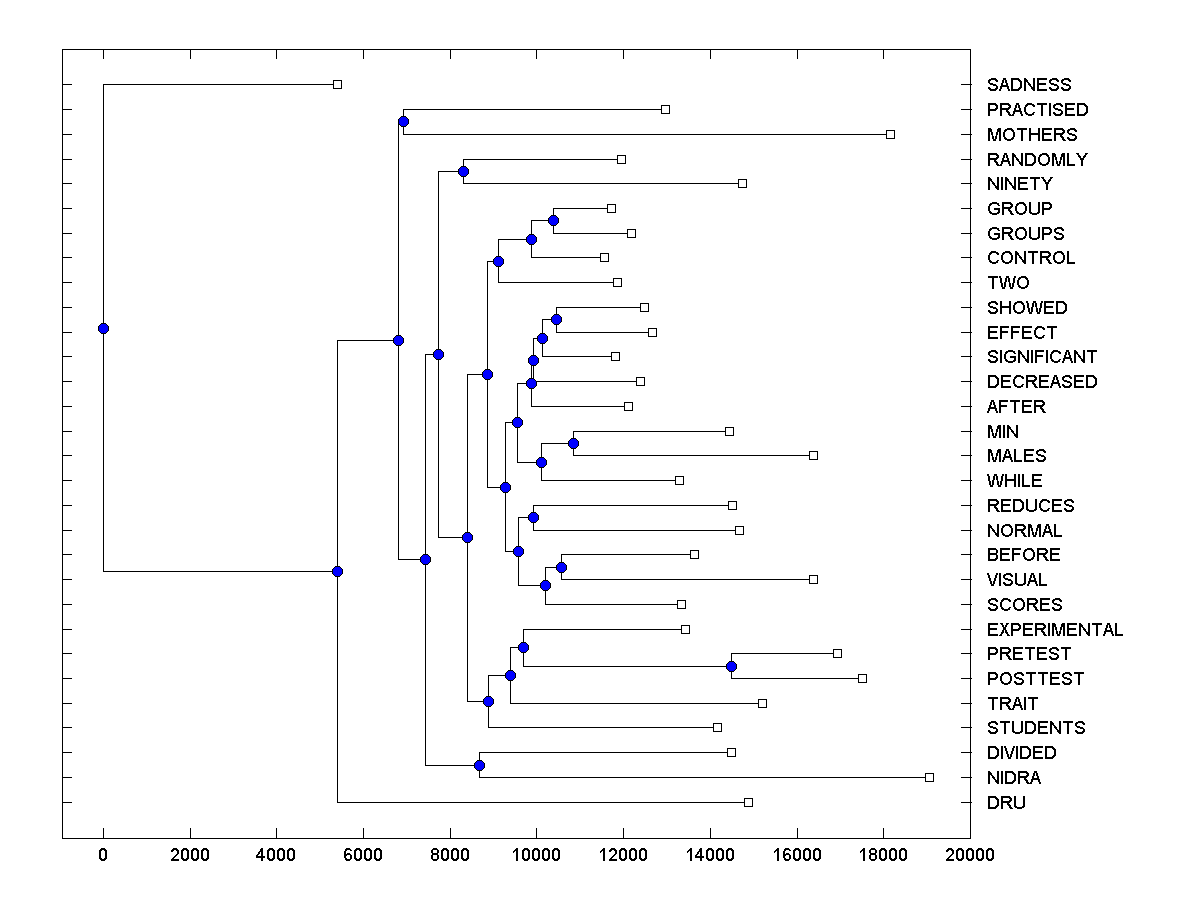 SADNESS
PRACTISED
MOTHERS
RANDOMLY
NINETY
GROUP
GROUPS
CONTROL
TWO
SHOWED
EFFECT
SIGNIFICANT
DECREASED
AFTER
MIN
MALES
WHILE
REDUCES
NORMAL
BEFORE
VISUAL
SCORES
EXPERIMENTAL
PRETEST
POSTTEST
TRAIT
STUDENTS
DIVIDED
NIDRA
DRU
0 2000 4000 6000 8000 10000 12000 14000 16000 18000 20000